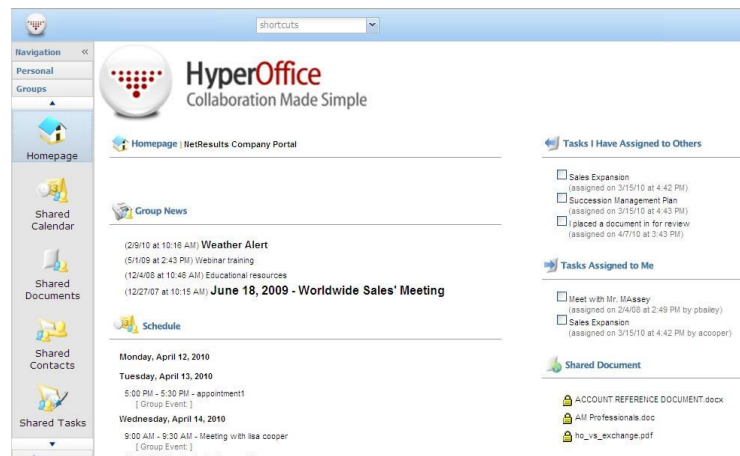 shortcuts
Navigation «
Personal
Groups
Homepage
Shared
Calendar
Shared
Documents
Shared
Contacts
Shared Tasks
HyperOffice
Collaboration Made Simple
Homepage | NetResults Company Portal
Group News
(2/9/10 at 10:16 AM) Weather Alert
(5/1/09 at 2:43 PM) Webinar training
(12/4/08 at 10:46 AM) Educational resources
(12/27/07 at 10:15 AM) June 18, 2009 - Worldwide Sales' Meeting
Schedule
Monday, April 12, 2010
Tuesday, April 13, 2010
5:00 PM - 5:30 PM - appointment1
[ Group Event: ]
Wednesday, April 14, 2010
9:00 AM - 9:30 AM - Meeting with lisa cooper
[ Group Event: ]
Tasks I Have Assigned to Others
Sales Expansion
(assigned on 3/15/10 at 4:42 PM)
Succession Management Plan
(assigned on 3/15/10 at 4:43 PM)
I placed a document in for review
(assigned on 4/7/10 at 3:43 PM)
Tasks Assigned to Me
Meet with Mr. MAssey
(assigned on 2/4/08 at 2:49 PM by pbailey)
Sales Expansion
(assigned on 3/15/10 at 4:42 PM by acooper)
Shared Document
ACCOUNT REFERENCE DOCUMENT.docx
AM Professionals.doc
ho_vs_exchange.pdf